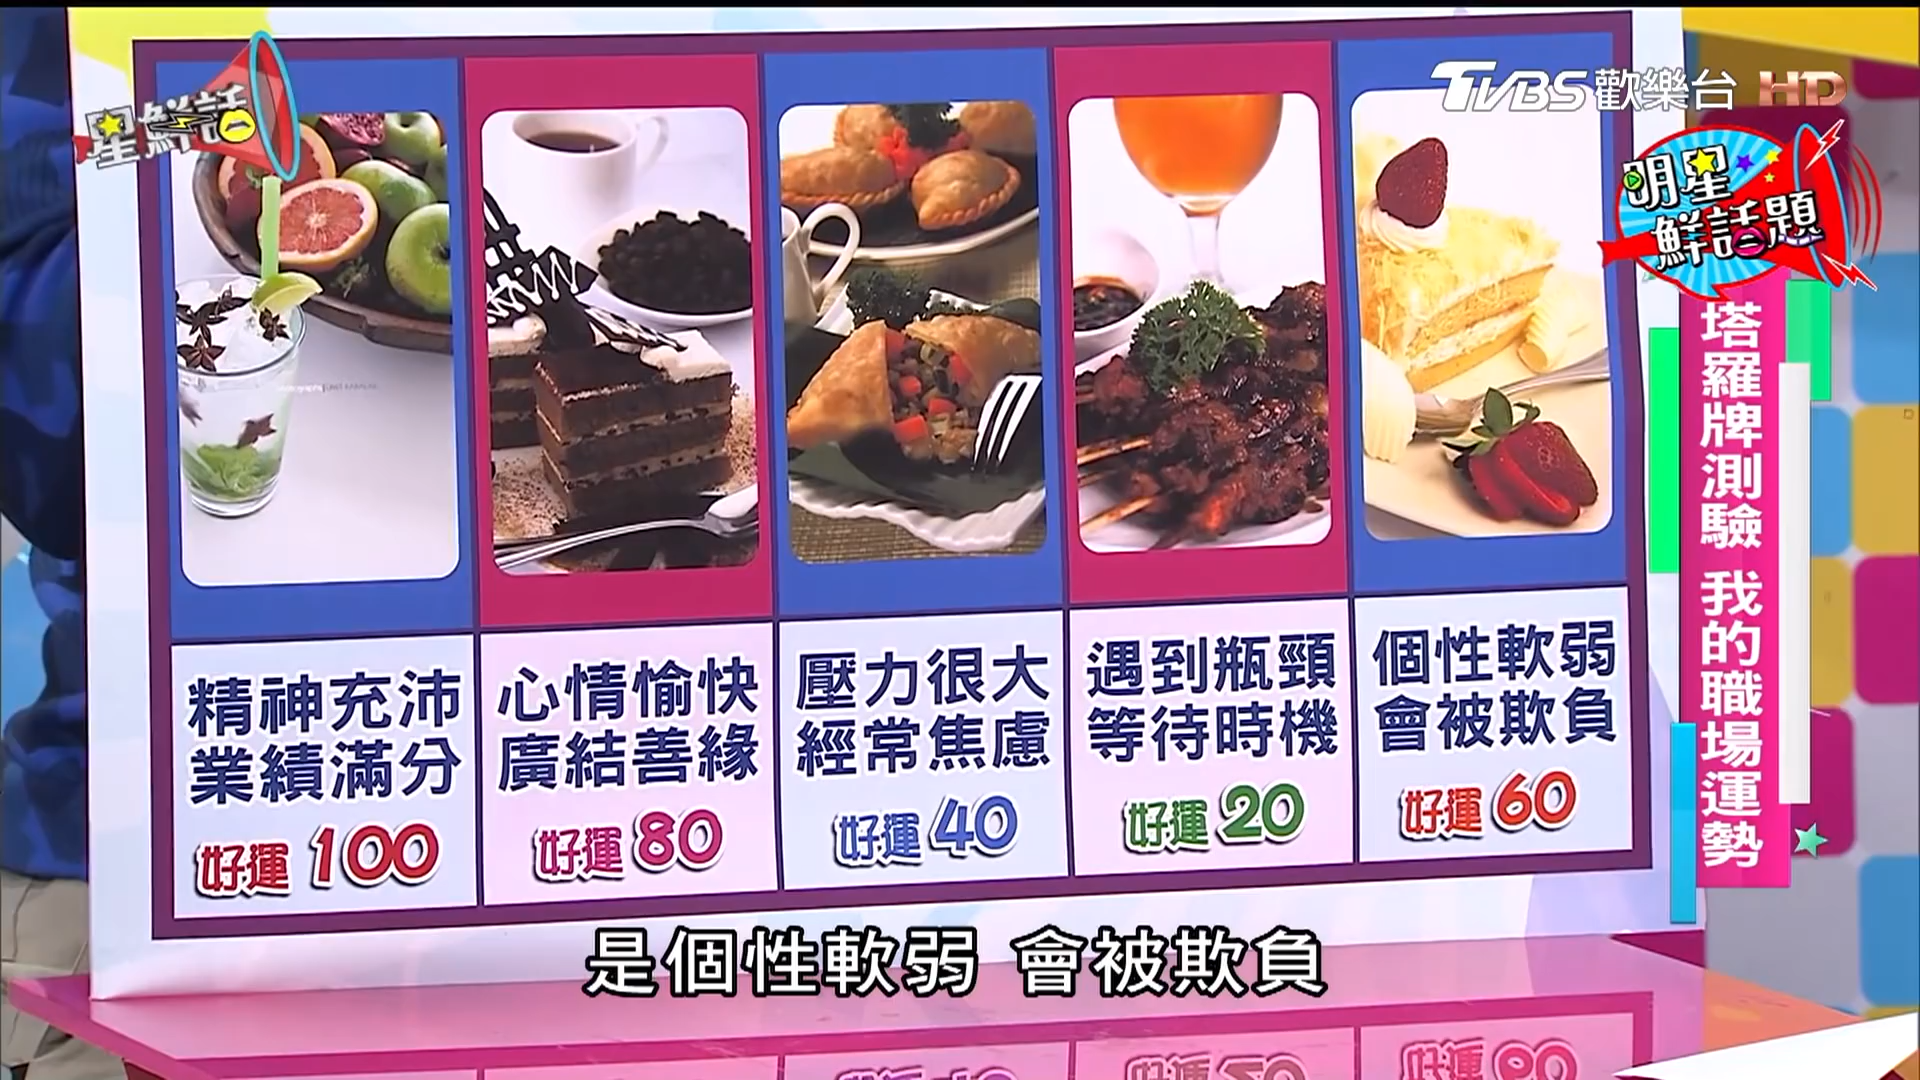 星鮮話
TVBS歡樂台 HD
明星
鮮話題
塔羅牌測驗 我的職場運勢
精神充沛
業績滿分
好運 100
心情愉快
廣結善緣
好運 80
壓力很大
經常焦慮
好運 40
遇到瓶頸
等待時機
好運 20
個性軟弱
會被欺負
好運 60
是個性軟弱 會被欺負